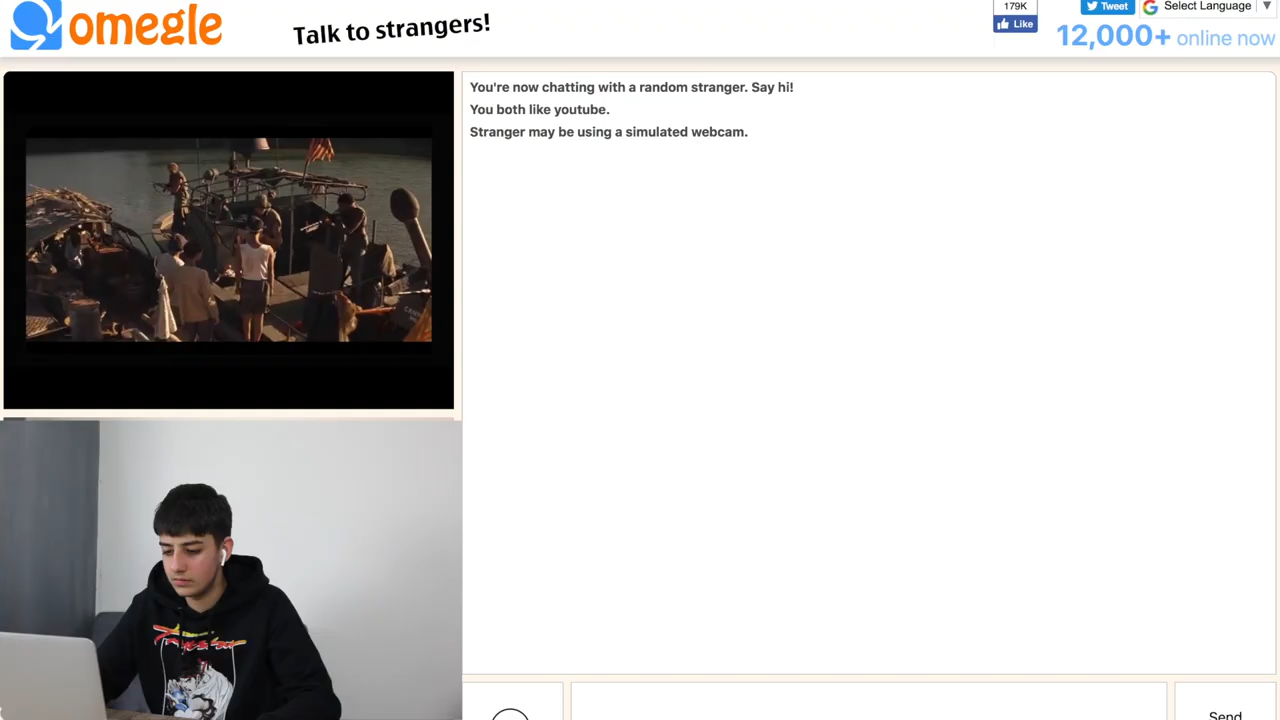 omegle
Talk to strangers!
179K
Like
Tweet
Select Language
12,000+ online now
You're now chatting with a random stranger. Say hi!
You both like youtube.
Stranger may be using a simulated webcam.
Send